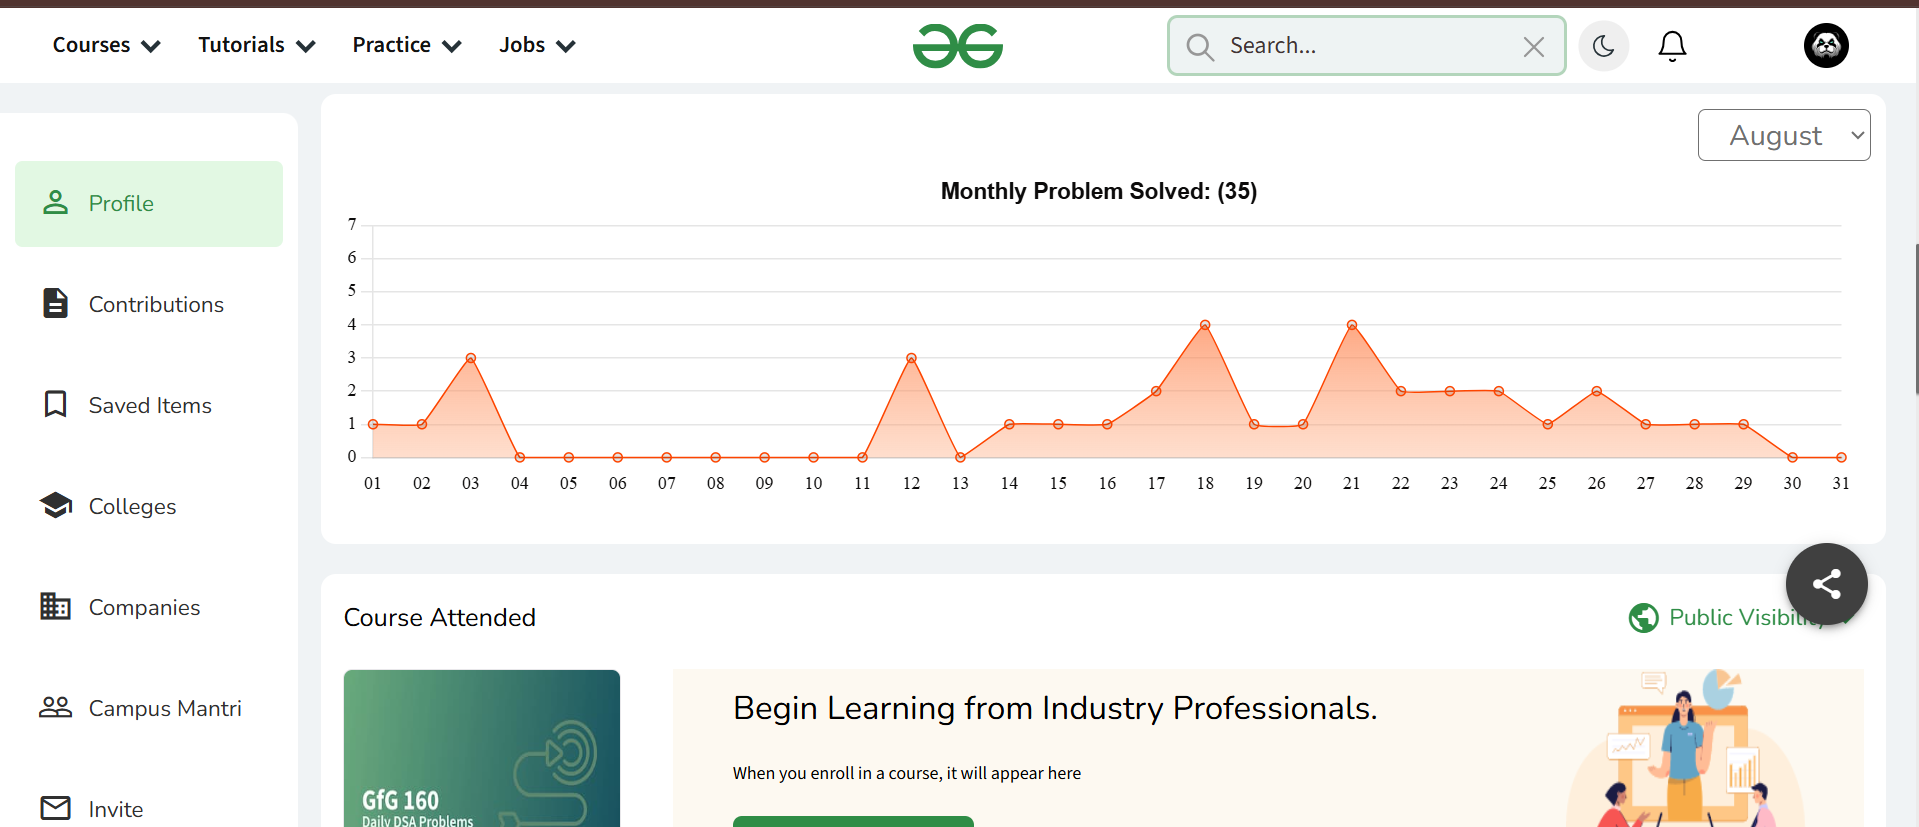 Courses Tutorials Practice Jobs Search...
August
Monthly Problem Solved: (35)
7
6
5
4
3
2
1
0
01 02 03 04 05 06 07 08 09 10 11 12 13 14 15 16 17 18 19 20 21 22 23 24 25 26 27 28 29 30 31
Profile
Contributions
Saved Items
Colleges
Companies
Campus Mantri
Invite
Course Attended
Public Visibility
GfG 160
Daily DSA Problems
Begin Learning from Industry Professionals.
When you enroll in a course, it will appear here